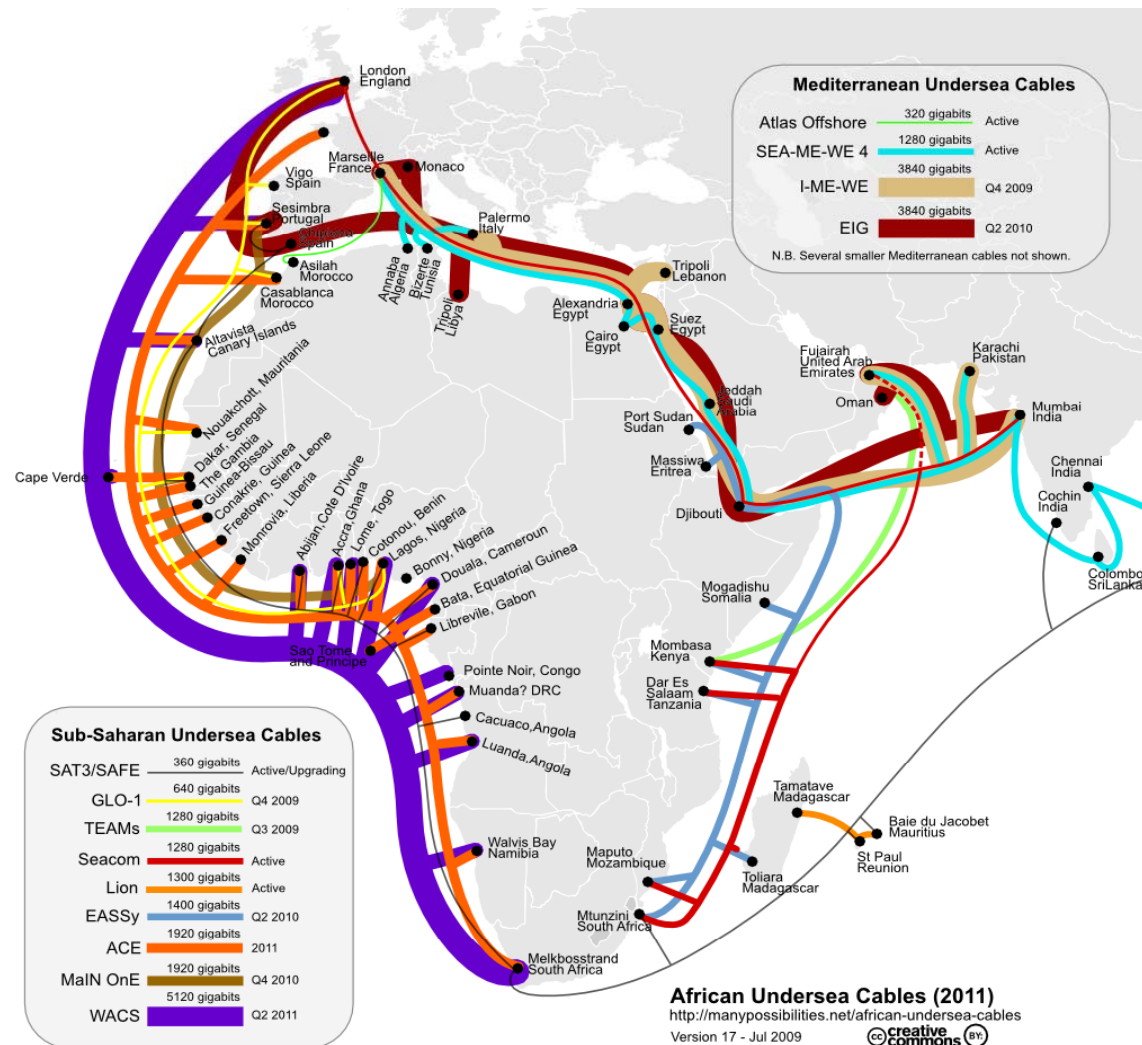 London
England
Marseille
France
Monaco
Vigo
Spain
Sesimbra
Portugal
Spain
Asilah
Morocco
Casablanca
Morocco
Annaba
Algeria
Bizerte
Tunisia
Palermo
Italy
Tripoli
Libya
Tripoli
Lebanon
Alexandria
Egypt
Cairo
Egypt
Suez
Egypt
Altavista
Canary Islands
Jeddah
Saudi
Arabia
Port Sudan
Sudan
Massiwa
Eritrea
Djibouti
Fujairah
United Arab
Emirates
Oman
Karachi
Pakistan
Mumbai
India
Chennai
India
Cochin
India
Colombo
SriLanka
Nouakchott, Mauritania
Dakar, Senegal
The Gambia
Guinea-Bissau
Conakrie, Guinea
Freetown, Sierra Leone
Monrovia, Liberia
Cape Verde
Abijan,Cote D'Ivoire
Accra,Ghana
Lome, Togo
Cotonou, Benin
Lagos, Nigeria
Bonny, Nigeria
Douala, Cameroun
Bata, Equatorial Guinea
Libreville, Gabon
Sao Tome
and Principe
Pointe Noir, Congo
Muanda? DRC
Cacuaco,Angola
Luanda,Angola
Walvis Bay
Namibia
Melkbosstrand
South Africa
Mogadishu
Somalia
Mombasa
Kenya
Dar Es
Salaam
Tanzania
Maputo
Mozambique
Mtunzini
South Africa
Toliara
Madagascar
Tamatave
Madagascar
Baie du Jacobet
Mauritius
St Paul
Reunion
Mediterranean Undersea Cables
Atlas Offshore 320 gigabits Active
SEA-ME-WE 4 1280 gigabits Active
I-ME-WE 3840 gigabits Q4 2009
EIG 3840 gigabits Q2 2010
N.B. Several smaller Mediterranean cables not shown.
Sub-Saharan Undersea Cables
SAT3/SAFE 360 gigabits Active/Upgrading
GLO-1 640 gigabits Q4 2009
TEAMs 1280 gigabits Q3 2009
Seacom 1280 gigabits Active
Lion 1300 gigabits Active
EASSy 1400 gigabits Q2 2010
ACE 1920 gigabits 2011
MaIN OnE 1920 gigabits Q4 2010
WACS 5120 gigabits Q2 2011
African Undersea Cables (2011)
http://manypossibilities.net/african-undersea-cables
Version 17 - Jul 2009
cc creative commons BY: